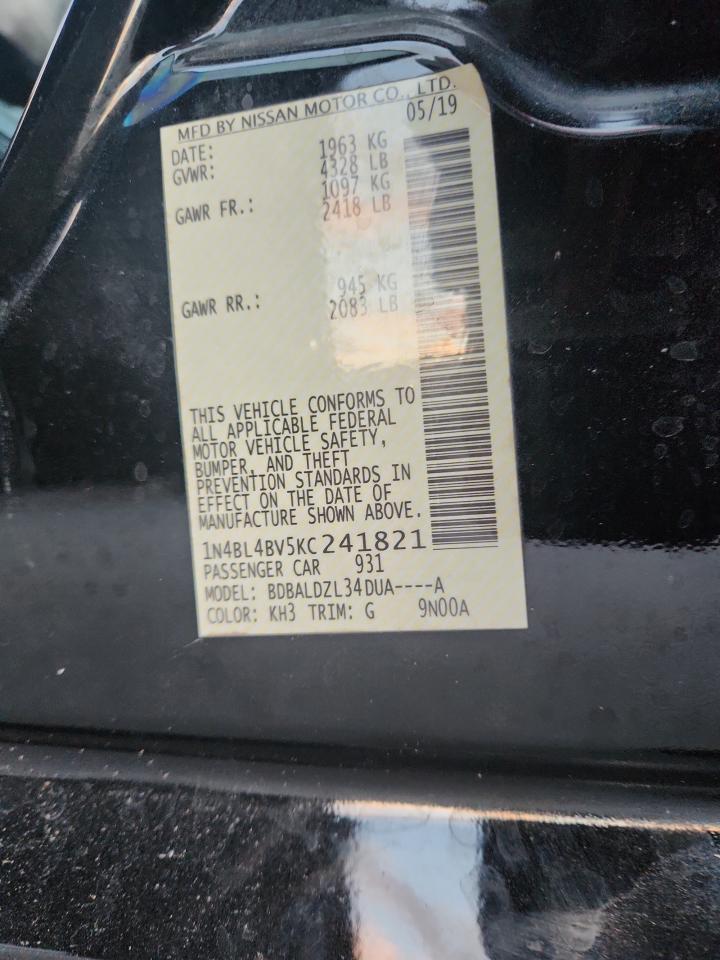 MFD BY NISSAN MOTOR CO., LTD.
DATE: 05/19
GVWR: 1963 KG
4328 LB
GAWR FR.: 1097 KG
2418 LB
GAWR RR.: 945 KG
2083 LB
THIS VEHICLE CONFORMS TO
ALL APPLICABLE FEDERAL
MOTOR VEHICLE SAFETY,
BUMPER, AND THEFT
PREVENTION STANDARDS IN
EFFECT ON THE DATE OF
MANUFACTURE SHOWN ABOVE.
1N4BL4BV5KC241821
PASSENGER CAR 931
MODEL: BDBALDZL34DUA----A
COLOR: KH3 TRIM: G 9N00A